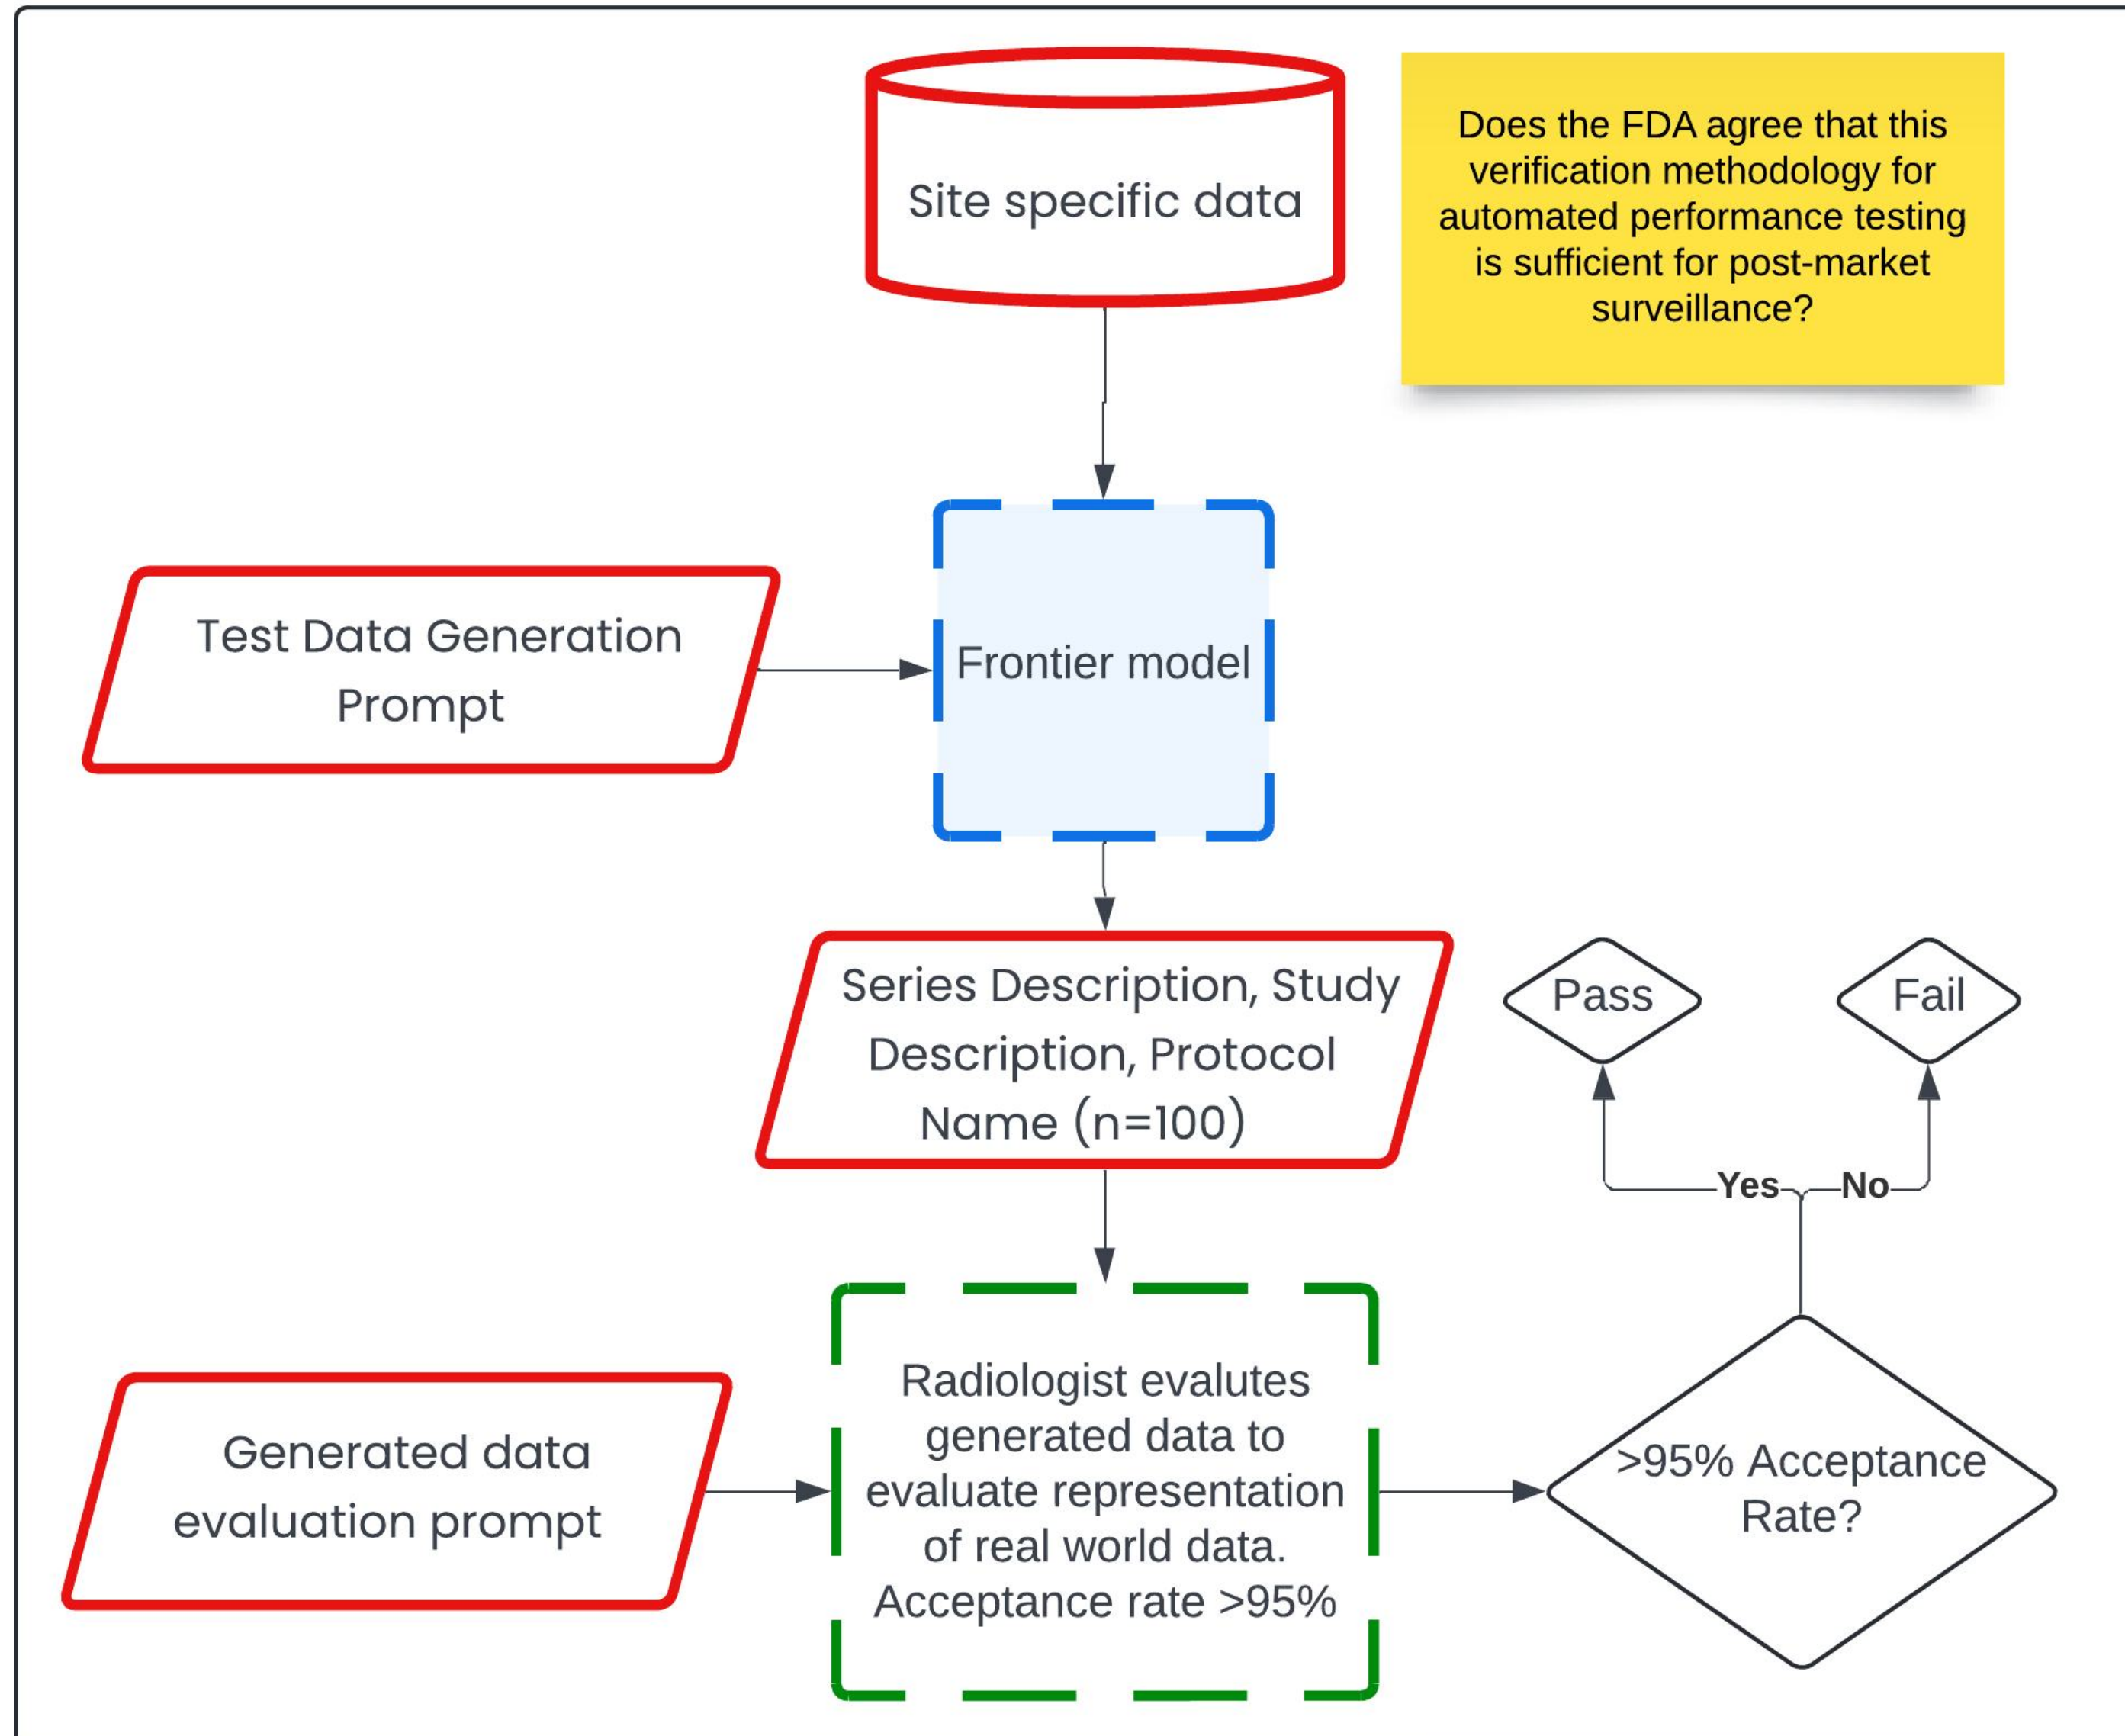 Site specific data
Does the FDA agree that this
verification methodology for
automated performance testing
is sufficient for post-market
surveillance?
Test Data Generation
Prompt
Frontier model
Series Description, Study
Description, Protocol
Name (n=100)
Pass
Fail
Yes
No
Generated data
evaluation prompt
Radiologist evalutes
generated data to
evaluate representation
of real world data.
Acceptance rate >95%
>95% Acceptance
Rate?